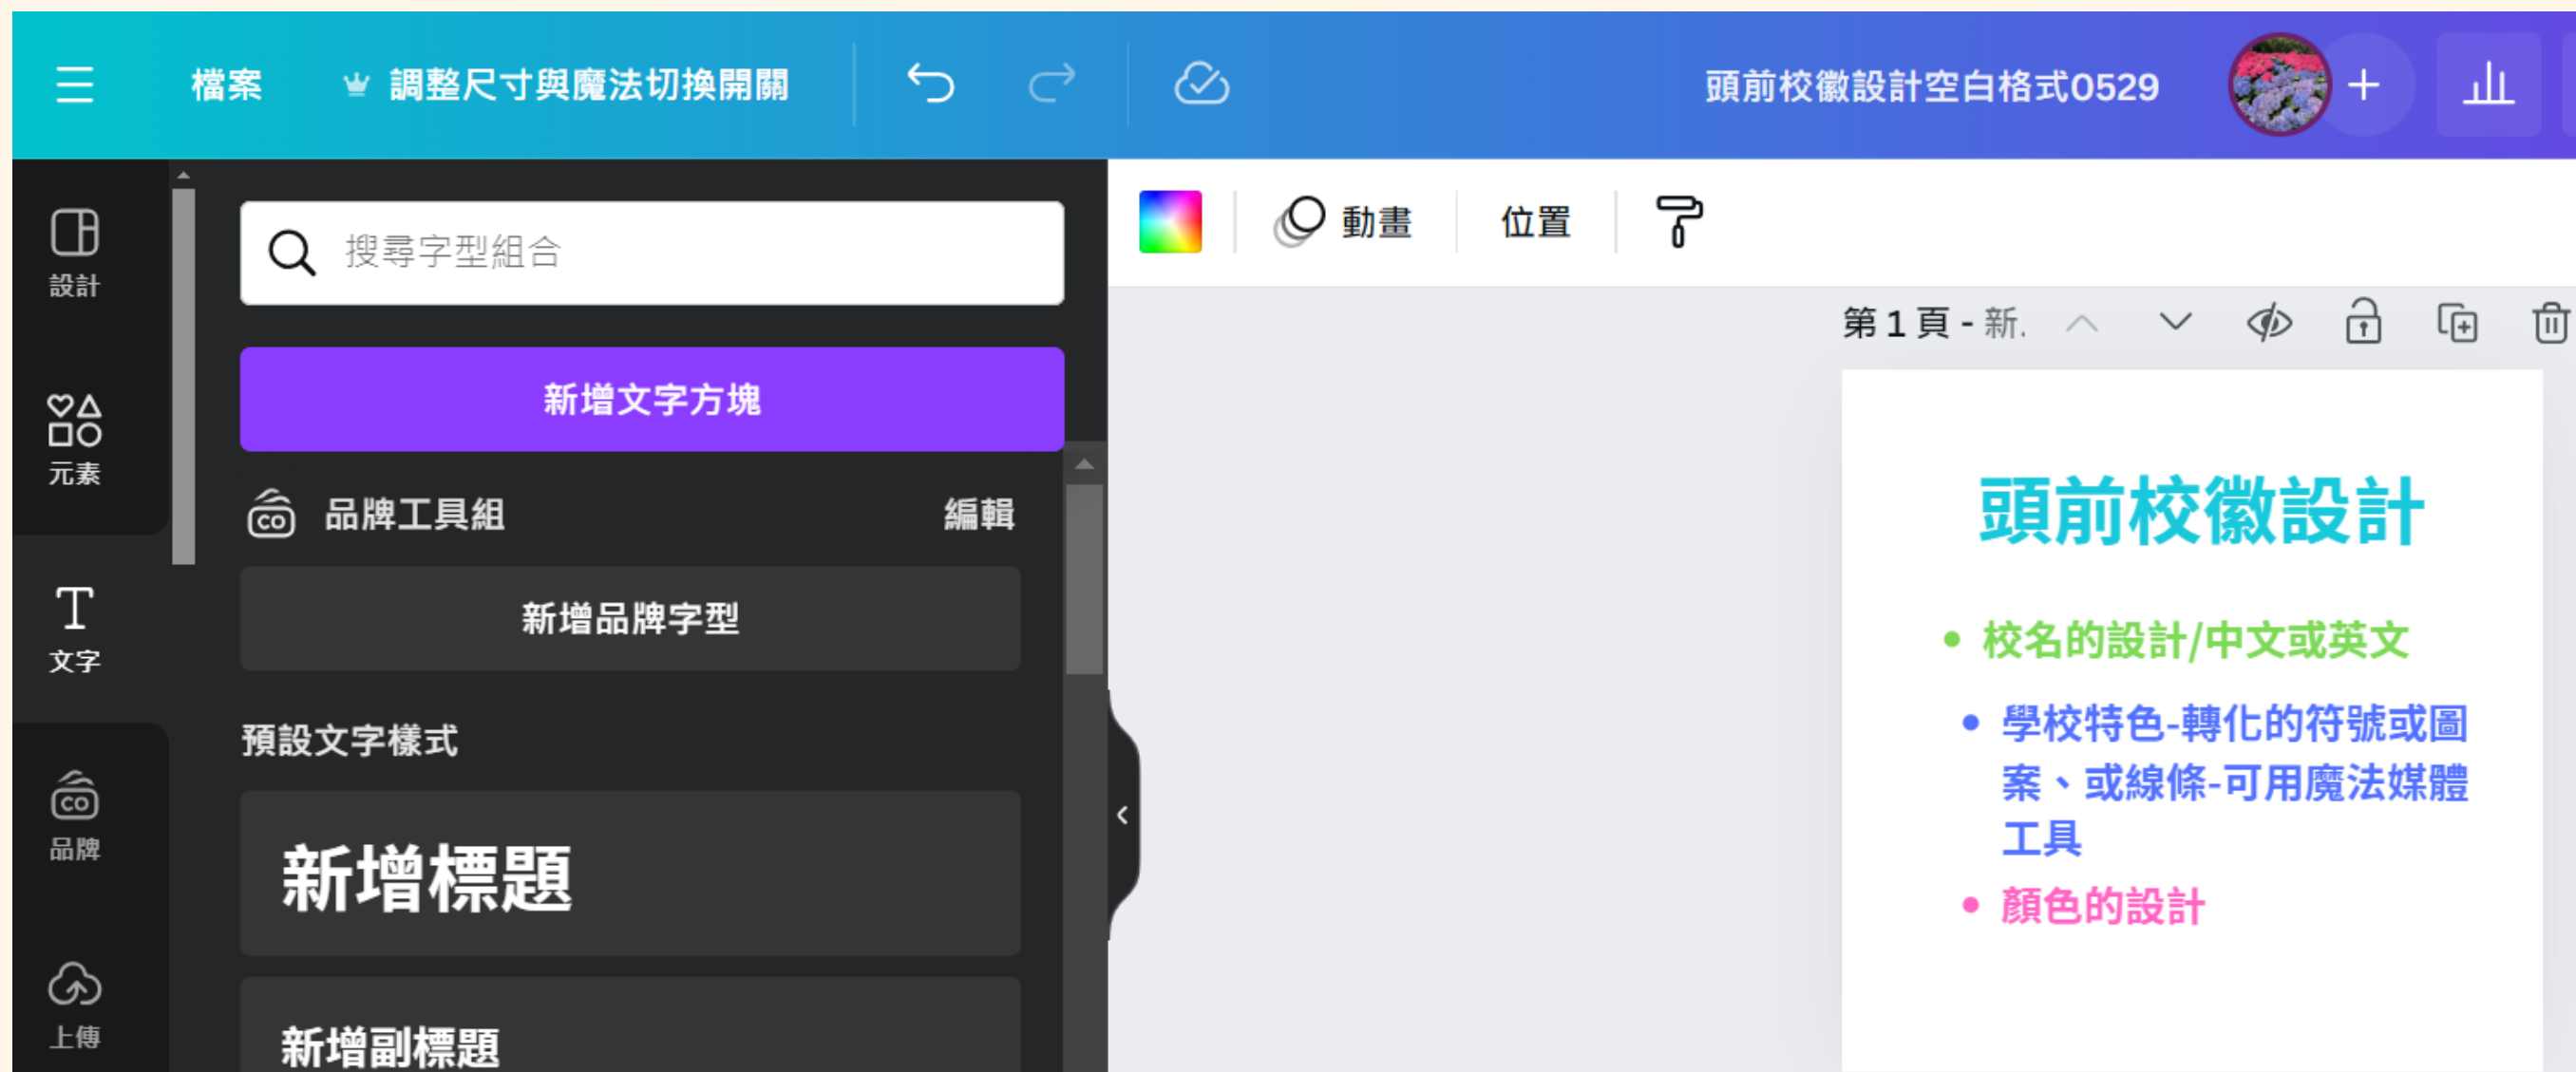 檔案
調整尺寸與魔法切換開關
頭前校徽設計空白格式0529
設計
元素
文字
品牌
上傳
搜尋字型組合
新增文字方塊
品牌工具組
編輯
新增品牌字型
預設文字樣式
新增標題
新增副標題
動畫
位置
第 1 頁 - 新.
頭前校徽設計
校名的設計/中文或英文
學校特色-轉化的符號或圖
案、或線條-可用魔法媒體
工具
顏色的設計